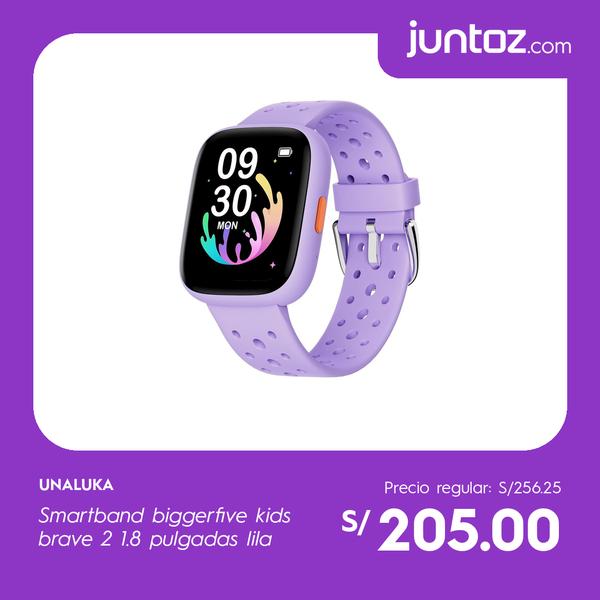 juntoz.com
09
30
MON
UNALUKA
Smartband biggerfive kids
brave 2 1.8 pulgadas lila
Precio regular: S/256.25
S/ 205.00